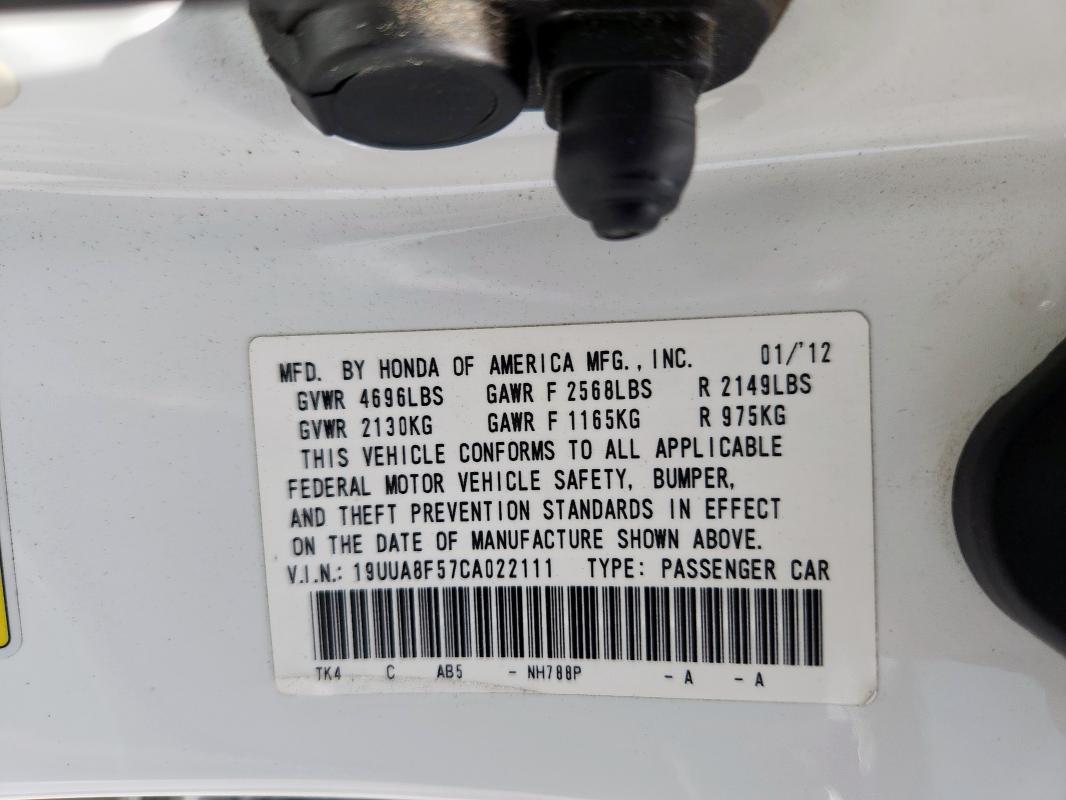 MFD. BY HONDA OF AMERICA MFG., INC. 01/'12
GVWR 4696LBS GAWR F 2568LBS R 2149LBS
GVWR 2130KG GAWR F 1165KG R 975KG
THIS VEHICLE CONFORMS TO ALL APPLICABLE
FEDERAL MOTOR VEHICLE SAFETY, BUMPER,
AND THEFT PREVENTION STANDARDS IN EFFECT
ON THE DATE OF MANUFACTURE SHOWN ABOVE.
V.I.N.: 19UUA8F57CA022111 TYPE: PASSENGER CAR
TK4 C AB5 - NH788P - A - A